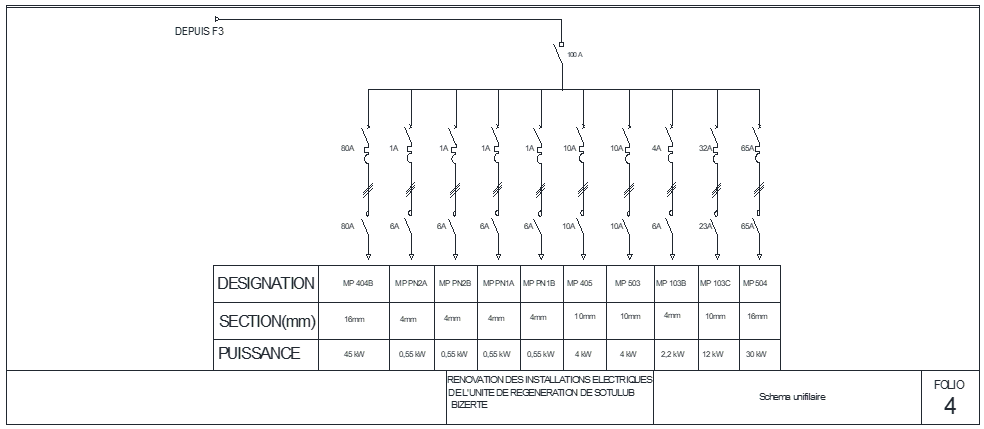 DEPUIS F3
100 A
80A 1A 1A 1A 1A 10A 10A 4A 32A 65A
80A 6A 6A 6A 6A 10A 10A 6A 23A 65A
DESIGNATION MP 404B MP PN2A MP PN2B MP PN1A MP PN1B MP 405 MP 503 MP 103B MP 103C MP 504
SECTION(mm) 16mm 4mm 4mm 4mm 4mm 10mm 10mm 4mm 10mm 16mm
PUISSANCE 45 kW 0,55 kW 0,55 kW 0,55 kW 0,55 kW 4 kW 4 kW 2,2 kW 12 kW 30 kW
RENOVATION DES INSTALLATIONS ELECTRIQUES
DE L'UNITE DE REGENERATION DE SOTULUB
BIZERTE
Schema unifilaire
FOLIO
4